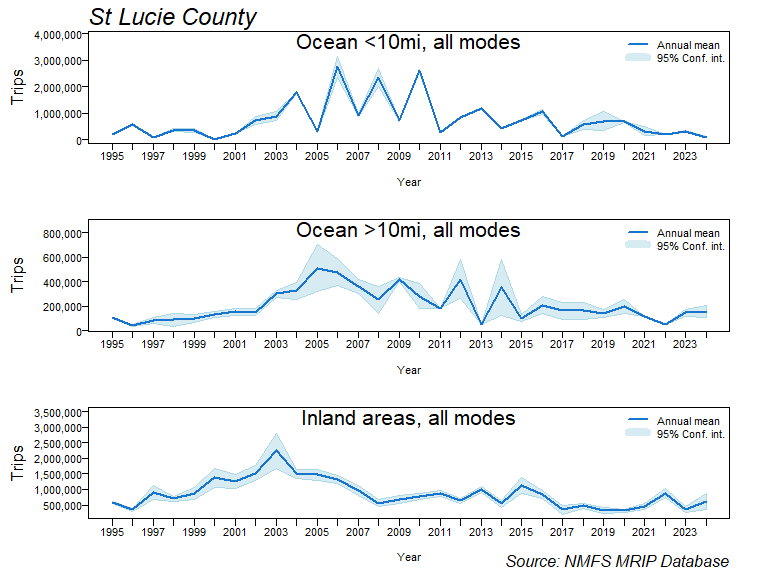 St Lucie County
Ocean <10mi, all modes
Annual mean
95% Conf. int.
Trips
4,000,000
3,000,000
2,000,000
1,000,000
0
1995 1997 1999 2001 2003 2005 2007 2009 2011 2013 2015 2017 2019 2021 2023
Year
Ocean >10mi, all modes
Annual mean
95% Conf. int.
Trips
800,000
600,000
400,000
200,000
0
1995 1997 1999 2001 2003 2005 2007 2009 2011 2013 2015 2017 2019 2021 2023
Year
Inland areas, all modes
Annual mean
95% Conf. int.
Trips
3,500,000
3,000,000
2,500,000
2,000,000
1,500,000
1,000,000
500,000
1995 1997 1999 2001 2003 2005 2007 2009 2011 2013 2015 2017 2019 2021 2023
Year
Source: NMFS MRIP Database